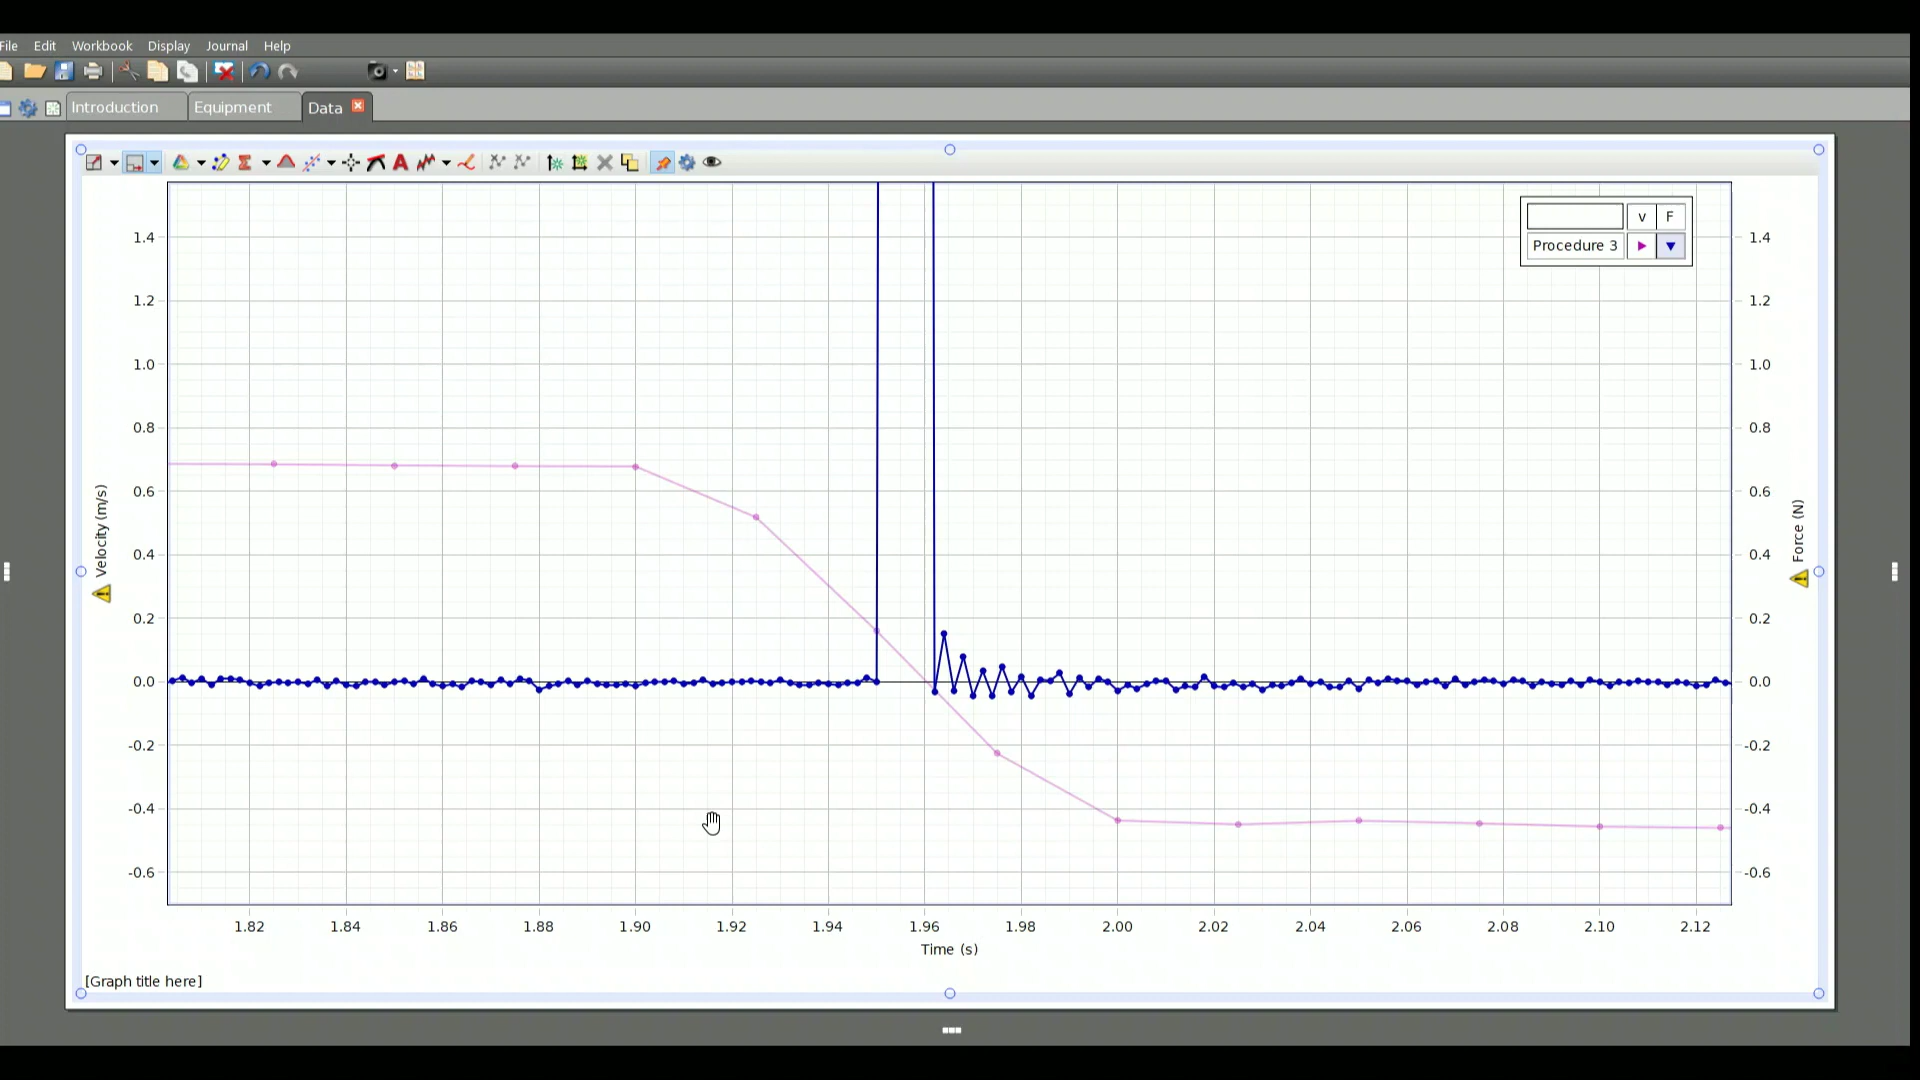 File Edit Workbook Display Journal Help
Introduction Equipment Data
v F
Procedure 3
1.4
1.2
1.0
0.8
0.6
0.4
0.2
0.0
-0.2
-0.4
-0.6
Velocity (m/s)
1.4
1.2
1.0
0.8
0.6
0.4
0.2
0.0
-0.2
-0.4
-0.6
Force (N)
1.82 1.84 1.86 1.88 1.90 1.92 1.94 1.96 1.98 2.00 2.02 2.04 2.06 2.08 2.10 2.12
Time (s)
[Graph title here]